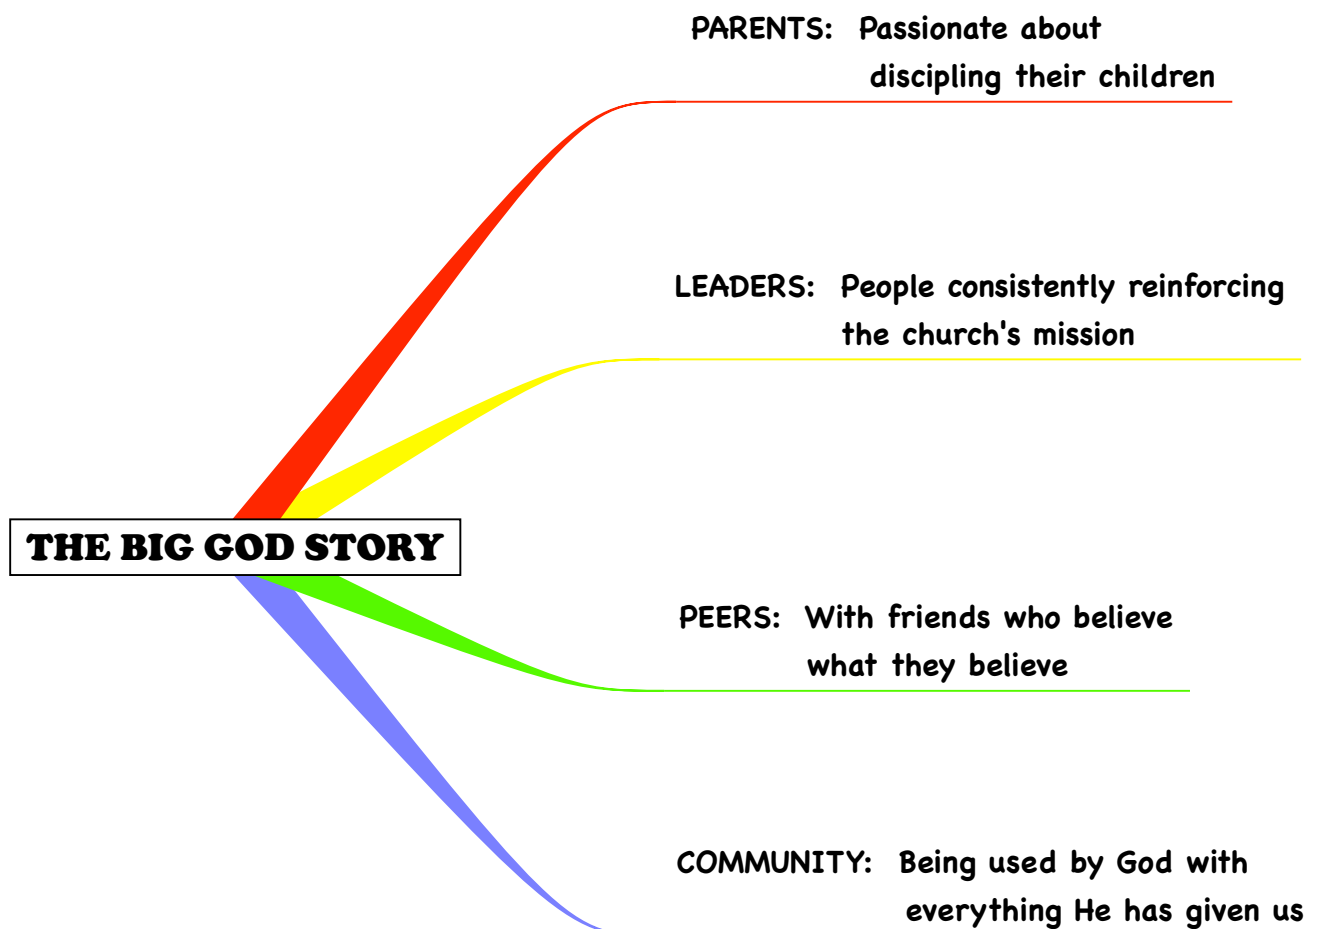 PARENTS: Passionate about
discipling their children
LEADERS: People consistently reinforcing
the church's mission
THE BIG GOD STORY
PEERS: With friends who believe
what they believe
COMMUNITY: Being used by God with
everything He has given us